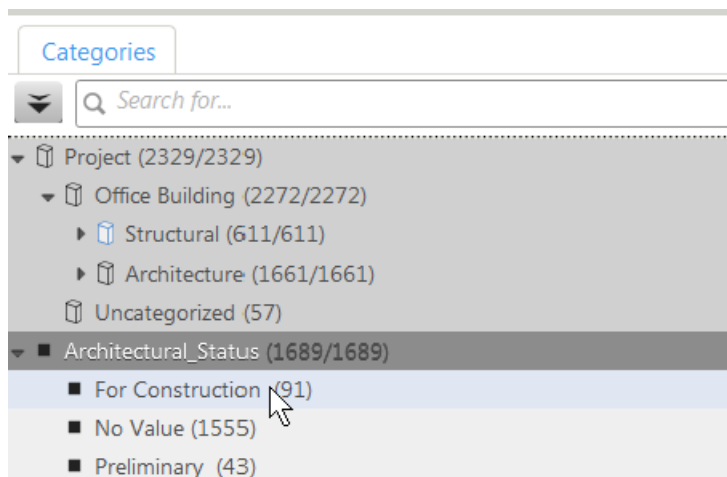 Categories
Search for...
Project (2329/2329)
Office Building (2272/2272)
Structural (611/611)
Architecture (1661/1661)
Uncategorized (57)
Architectural_Status (1689/1689)
For Construction (91)
No Value (1555)
Preliminary (43)